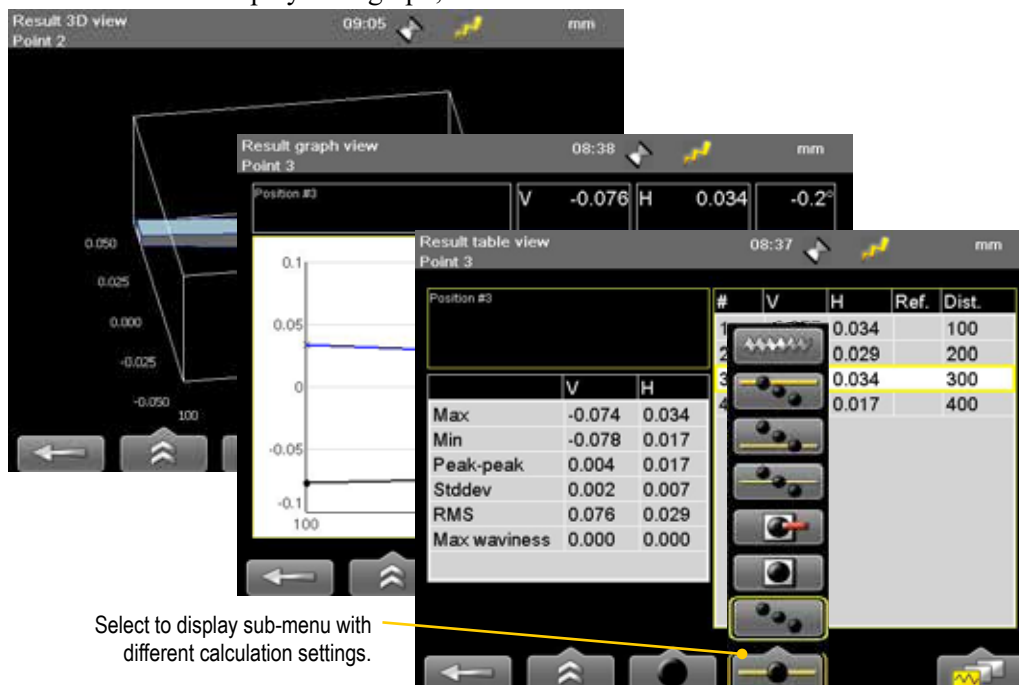 Result 3D view 09:05 mm
Point 2
0.050
0.025
0.000
-0.025
-0.050
100
Result graph view 08:38 mm
Point 3
Position #3 V -0.076 H 0.034 -0.2°
0.1
0.05
0
-0.05
-0.1
100
Result table view 08:37 mm
Point 3
Position #3
V H
Max -0.074 0.034
Min -0.078 0.017
Peak-peak 0.004 0.017
Stddev 0.002 0.007
RMS 0.076 0.029
Max waviness 0.000 0.000
# V H Ref. Dist.
1 0.034 100
2 0.029 200
3 0.034 300
4 0.017 400
Select to display sub-menu with
different calculation settings.